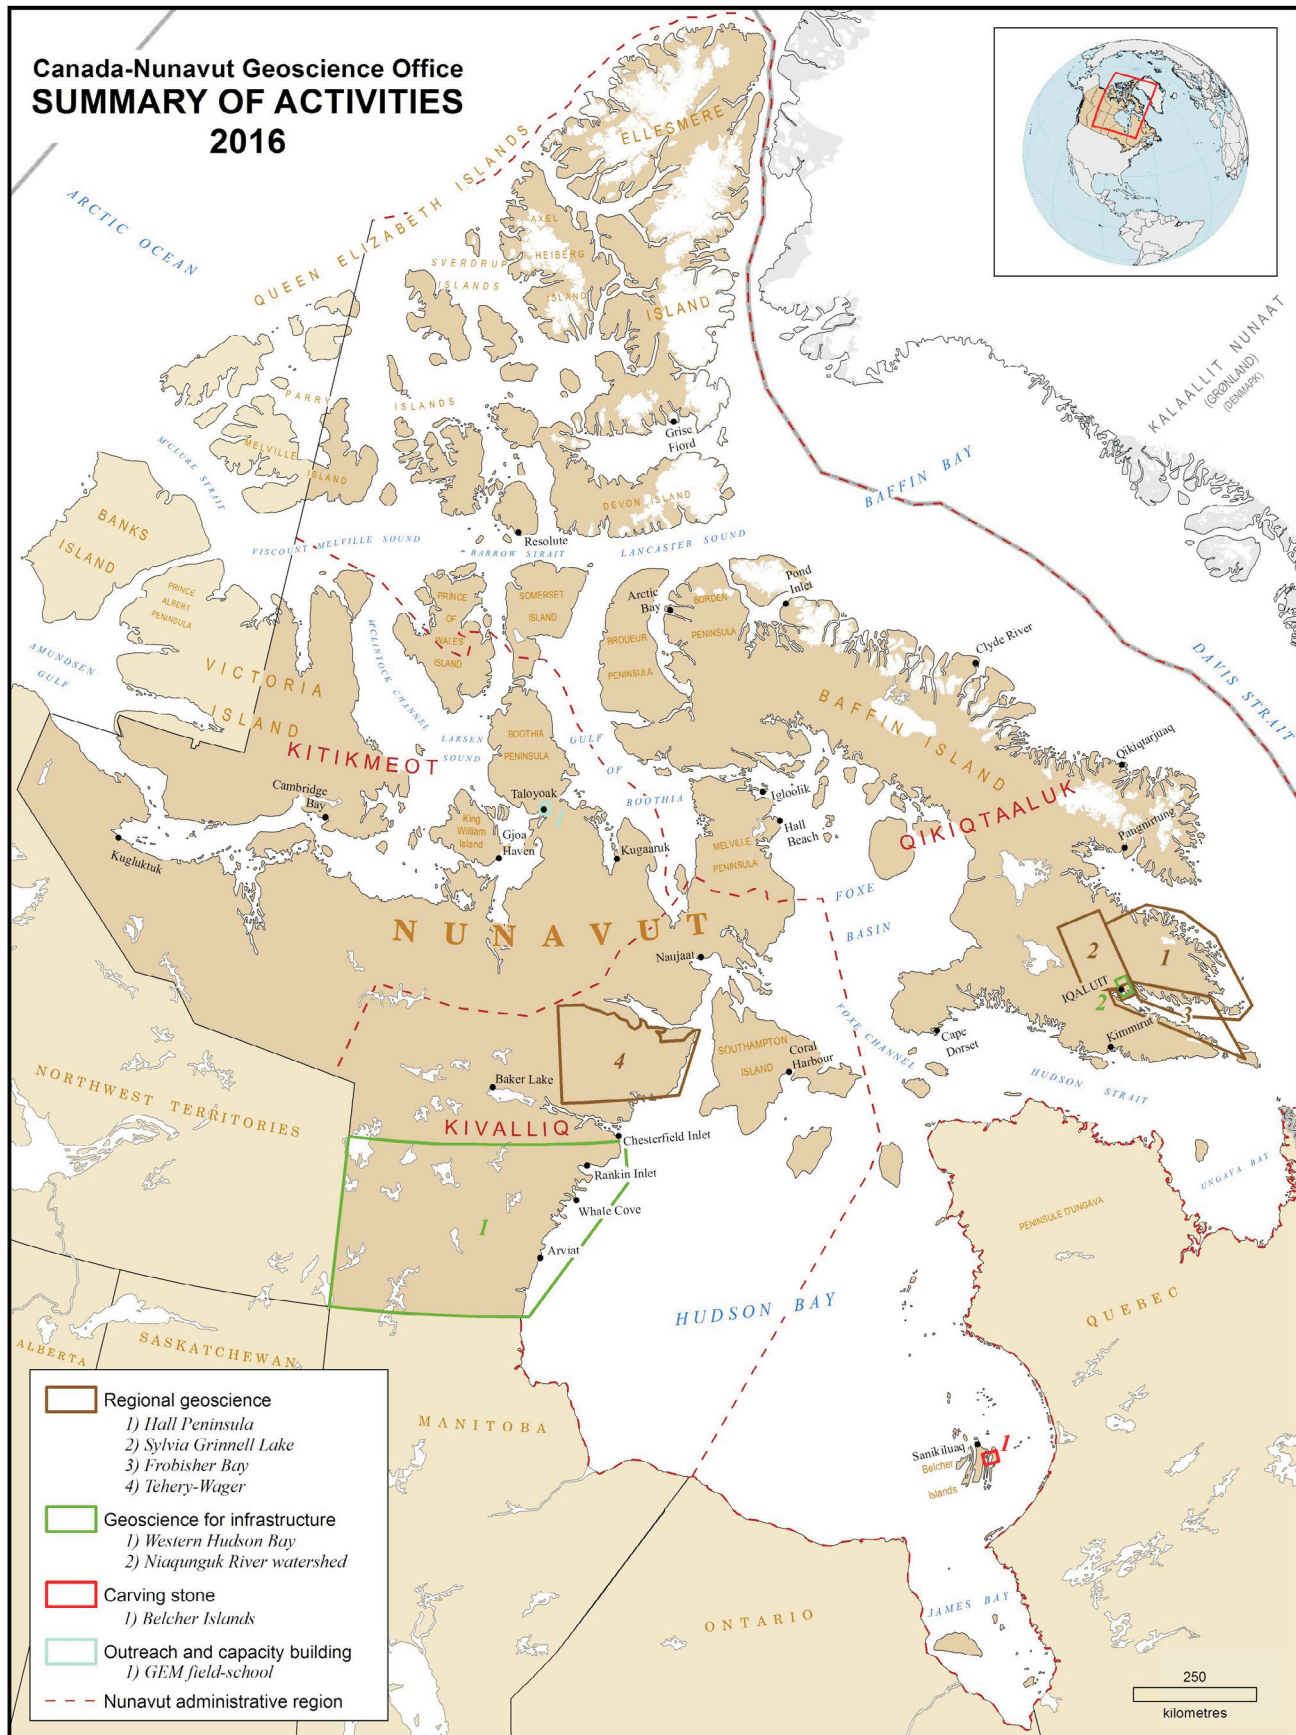 Canada-Nunavut Geoscience Office
SUMMARY OF ACTIVITIES
2016
ARCTIC OCEAN
QUEEN ELIZABETH ISLANDS
ELLESMERE
ISLAND
AXEL
HEIBERG
ISLAND
SVERDRUP
ISLANDS
PARRY
ISLANDS
MELVILLE
ISLAND
M'CLURE STRAIT
Grise
Fiord
DEVON ISLAND
KALAALLIT NUNAAT
(GRØNLAND)
(DENMARK)
BAFFIN BAY
BANKS
ISLAND
VISCOUNT MELVILLE SOUND
Resolute
BARROW STRAIT
LANCASTER SOUND
PRINCE
ALBERT
PENINSULA
PRINCE
OF
WALES
ISLAND
SOMERSET
ISLAND
Arctic
Bay
BORDEN
PENINSULA
Pond
Inlet
BRODEUR
PENINSULA
Clyde River
AMUNDSEN
GULF
VICTORIA
ISLAND
M'CLINTOCK CHANNEL
DAVIS STRAIT
BAFFIN ISLAND
KITIKMEOT
LARSEN
SOUND
BOOTHIA
PENINSULA
GULF
OF
BOOTHIA
Qikiqtarjuaq
Cambridge
Bay
Taloyoak
1
Igloolik
Hall
Beach
QIKIQTAALUK
King
William
Island
Gjoa
Haven
Kugluktuk
Kugaaruk
MELVILLE
PENINSULA
Pangnirtung
FOXE
BASIN
NUNAVUT
Naujaat
2
1
IQALUIT
2
3
Kimmirut
FOXE CHANNEL
Cape
Dorset
SOUTHAMPTON
ISLAND
Coral
Harbour
4
HUDSON STRAIT
NORTHWEST TERRITORIES
Baker Lake
KIVALLIQ
Chesterfield Inlet
Rankin Inlet
Whale Cove
1
Arviat
UNGAVA BAY
PENINSULE D'UNGAVA
HUDSON BAY
QUEBEC
ALBERTA
SASKATCHEWAN
MANITOBA
Sanikiluaq
1
Belcher
Islands
ONTARIO
JAMES BAY
Regional geoscience
1) Hall Peninsula
2) Sylvia Grinnell Lake
3) Frobisher Bay
4) Tehery-Wager
Geoscience for infrastructure
1) Western Hudson Bay
2) Niaqunguk River watershed
Carving stone
1) Belcher Islands
Outreach and capacity building
1) GEM field-school
Nunavut administrative region
250
kilometres